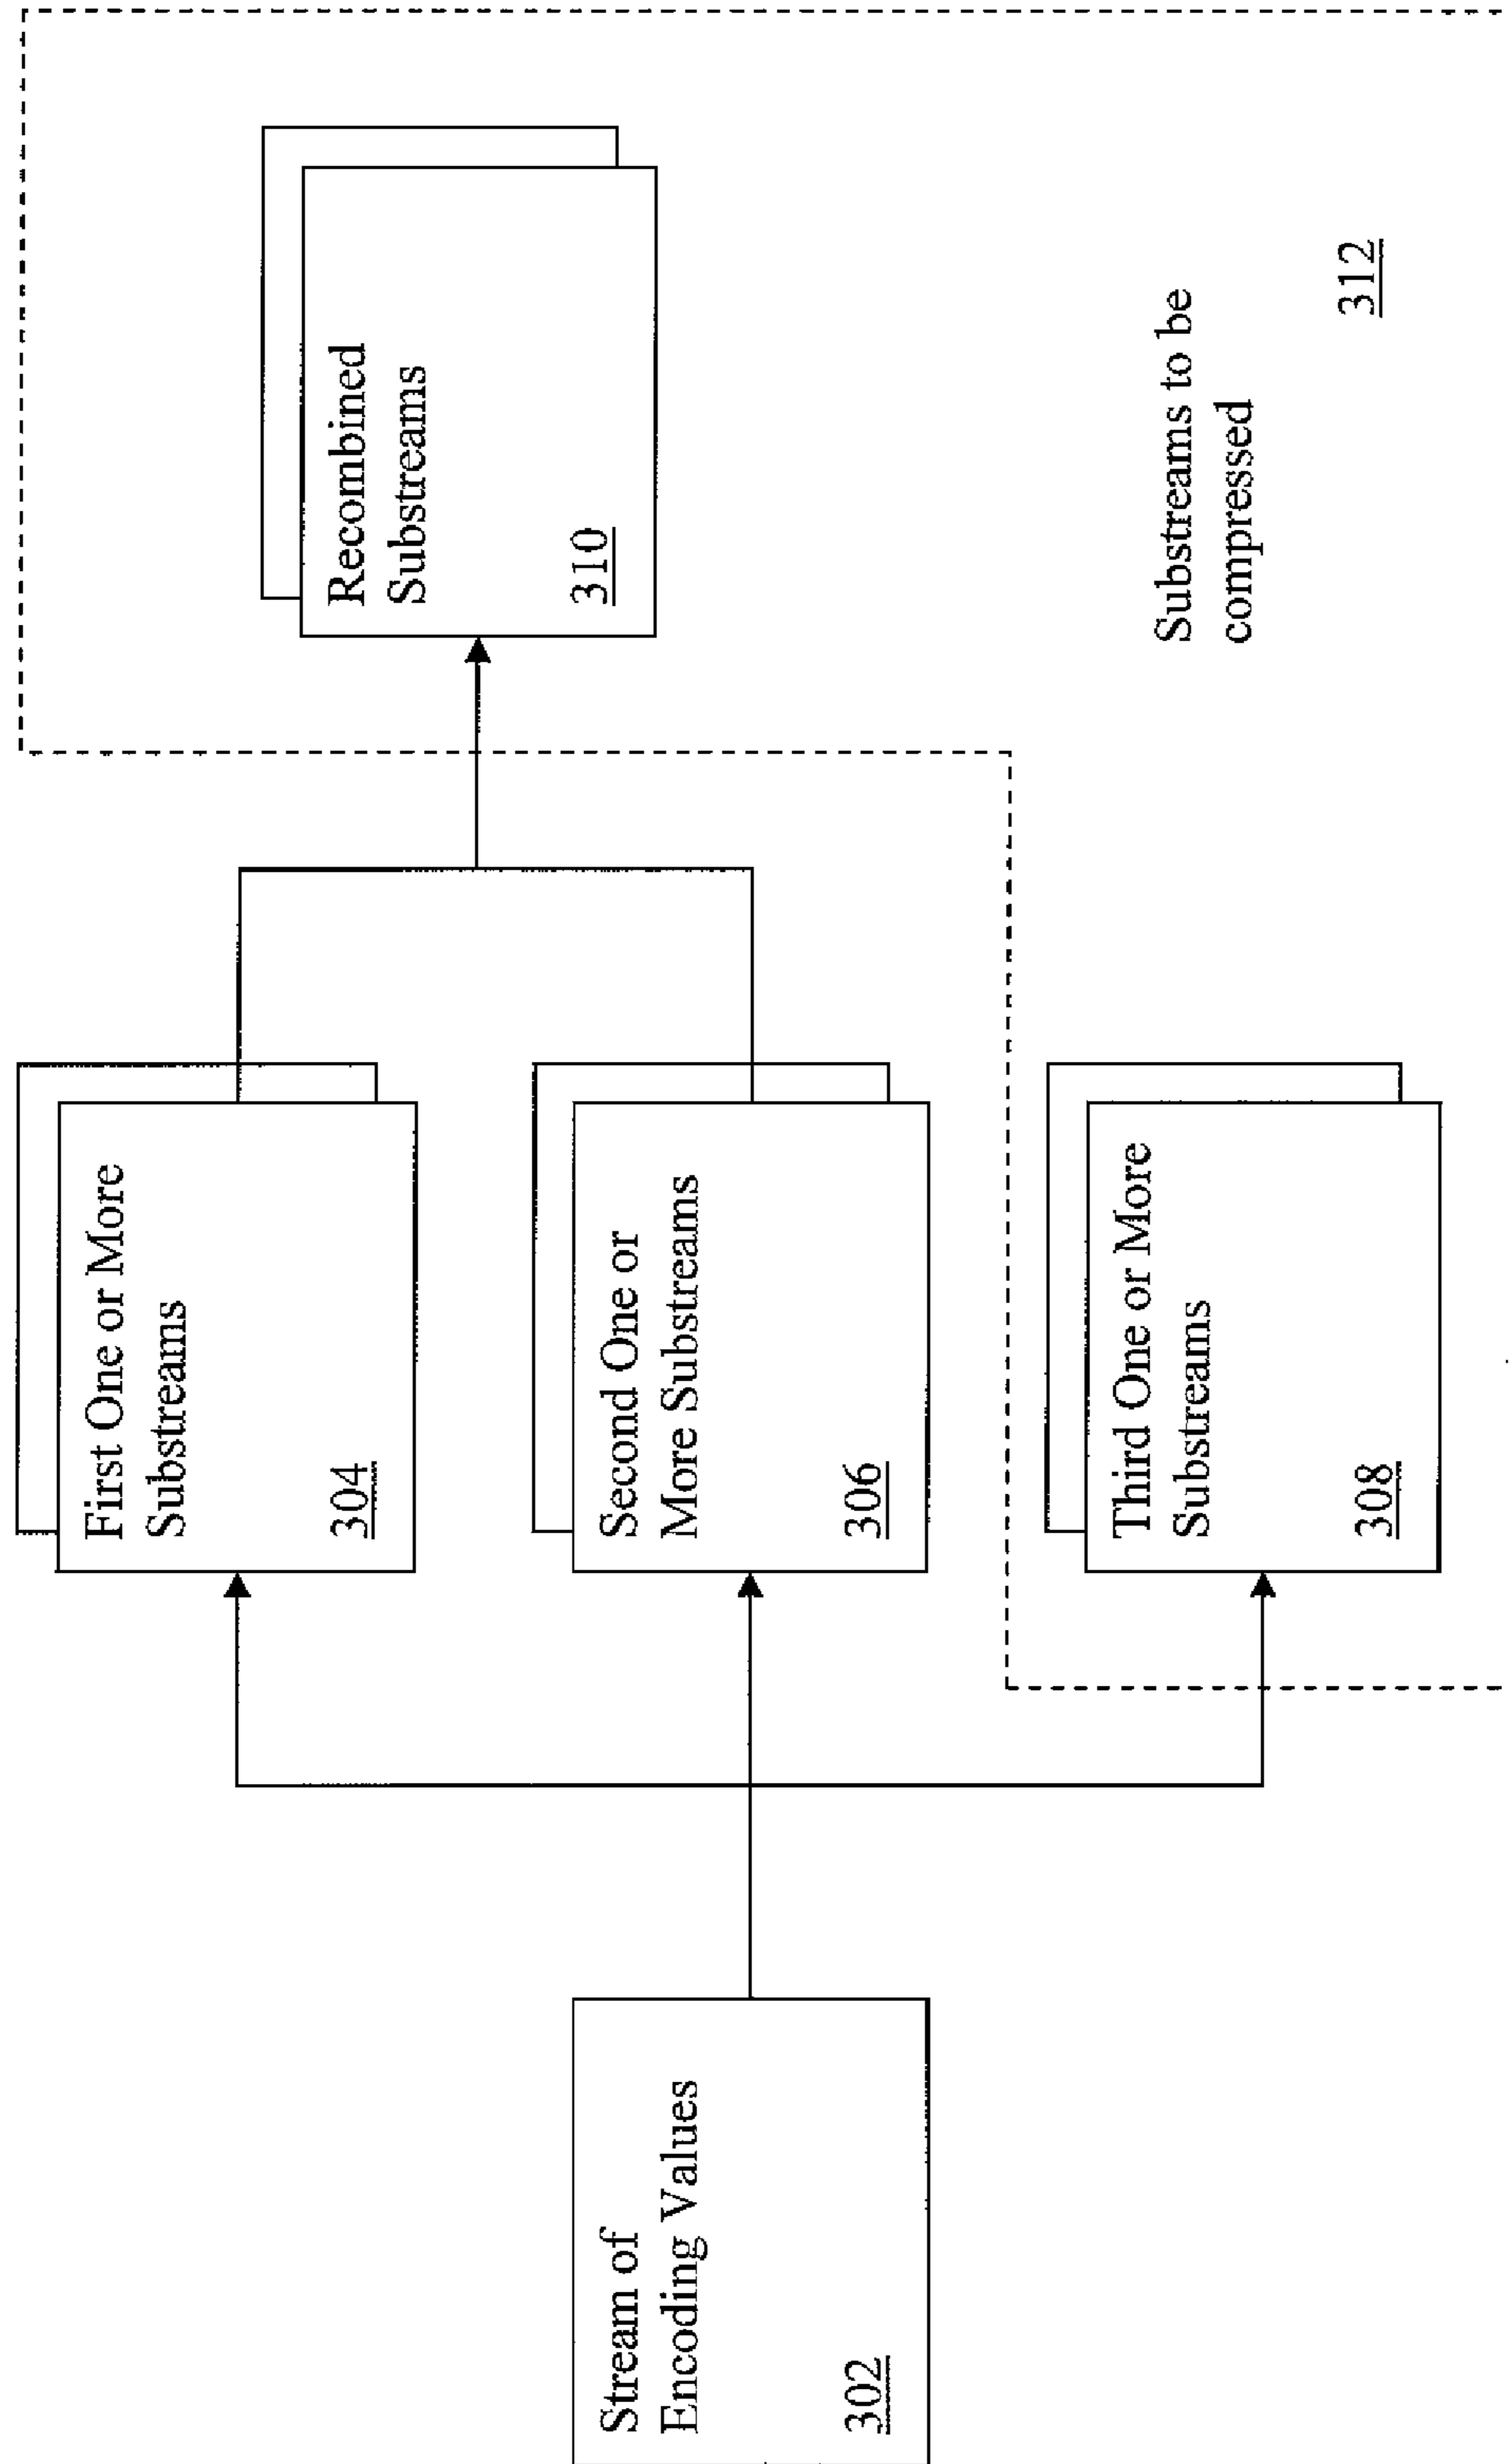 Stream of
Encoding Values
302
First One or More
Substreams
304
Second One or
More Substreams
306
Third One or More
Substreams
308
Recombined
Substreams
310
Substreams to be
compressed
312